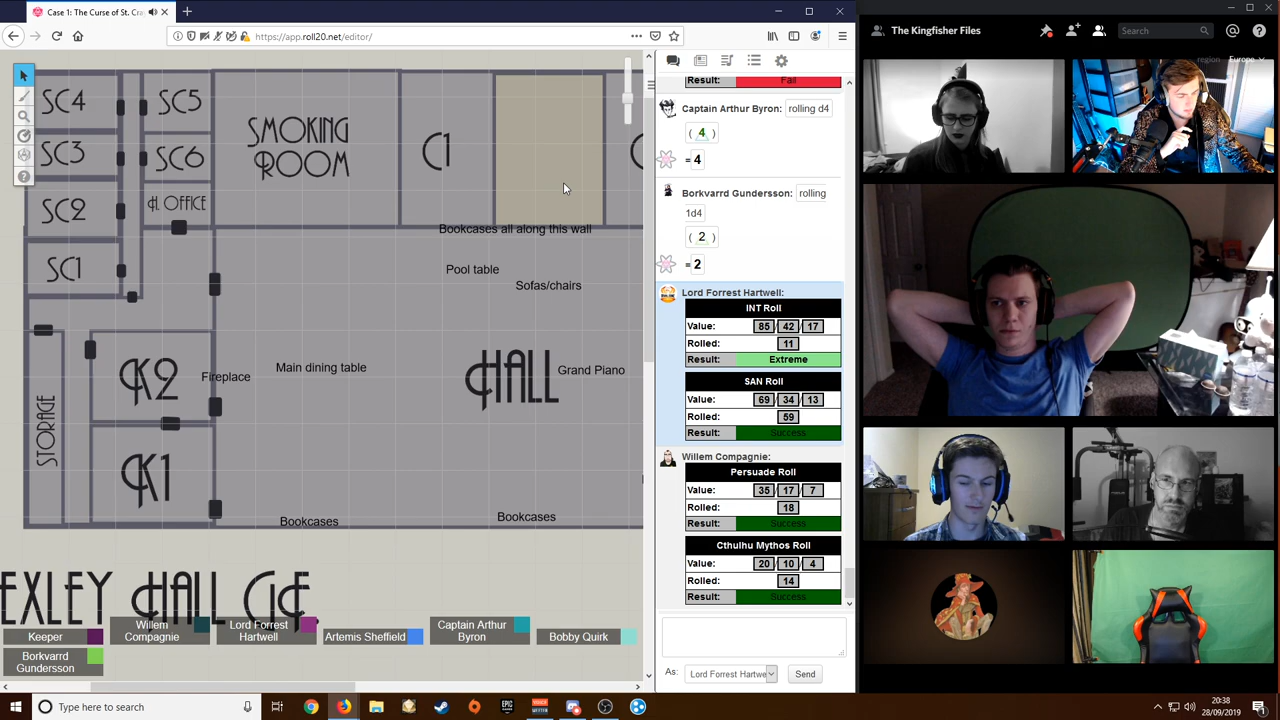 Case 1: The Curse of St. Cra
https://app.roll20.net/editor/
SC4
SC5
SC3
SC6
SC2
H. OFFICE
SC1
SMOKING
ROOM
C1
Bookcases all along this wall
Pool table
Sofas/chairs
K2
Fireplace
Main dining table
HALL
Grand Piano
STORAGE
K1
Bookcases
Bookcases
EXLEY HALL
Keeper
Willem
Compagnie
Lord Forrest
Hartwell
Artemis Sheffield
Captain Arthur
Byron
Bobby Quirk
Borkvarrd
Gundersson
Result: Fail
Captain Arthur Byron: rolling d4
( 4 )
= 4
Borkvarrd Gundersson: rolling
1d4
( 2 )
= 2
Lord Forrest Hartwell:
INT Roll
Value: 85 / 42 / 17
Rolled: 11
Result: Extreme
SAN Roll
Value: 69 / 34 / 13
Rolled: 59
Result: Success
Willem Compagnie:
Persuade Roll
Value: 35 / 17 / 7
Rolled: 18
Result: Success
Cthulhu Mythos Roll
Value: 20 / 10 / 4
Rolled: 14
Result: Success
As: Lord Forrest Hartwe Send
The Kingfisher Files
Search
region Europe
Type here to search
20:38
28/09/2019